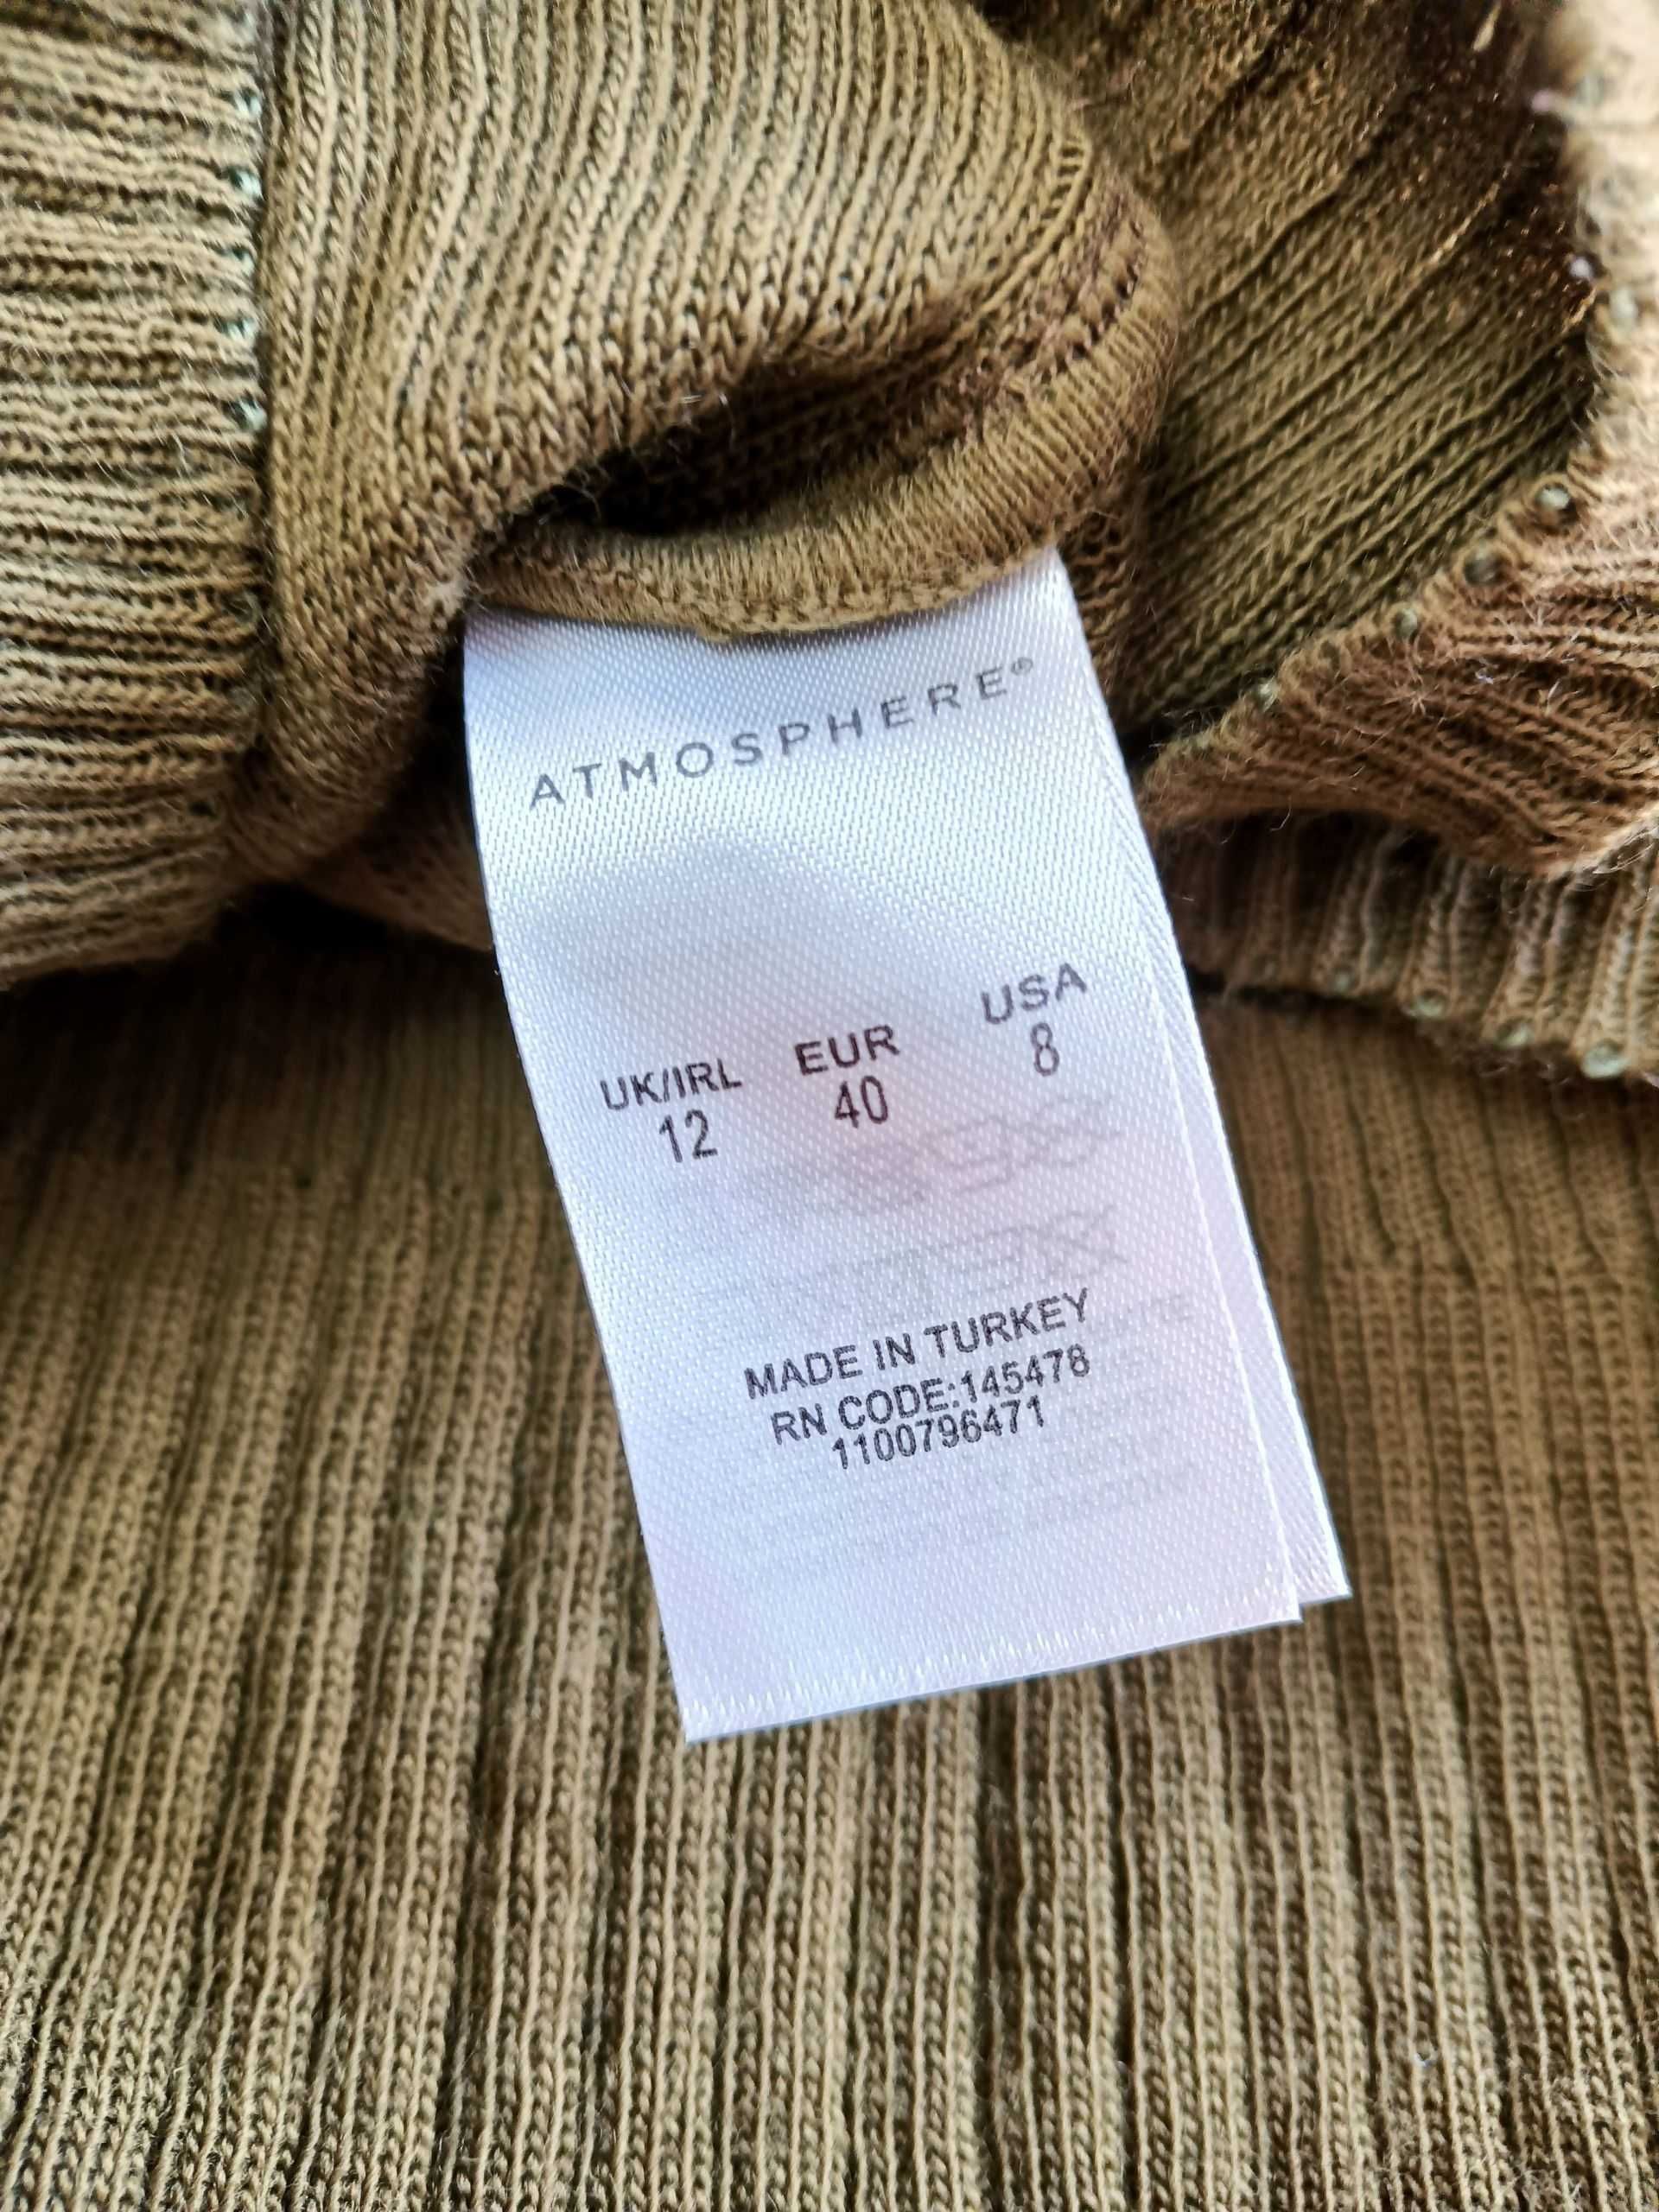 ATMOSPHERE®
UK/IRL EUR USA
12 40 8
MADE IN TURKEY
RN CODE:145478
1100796471